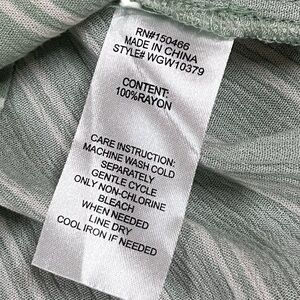 RN#150466
MADE IN CHINA
STYLE# WGW10379
CONTENT:
100%RAYON
CARE INSTRUCTION:
MACHINE WASH COLD
SEPARATELY
GENTLE CYCLE
ONLY NON-CHLORINE
BLEACH
WHEN NEEDED
LINE DRY
COOL IRON IF NEEDED